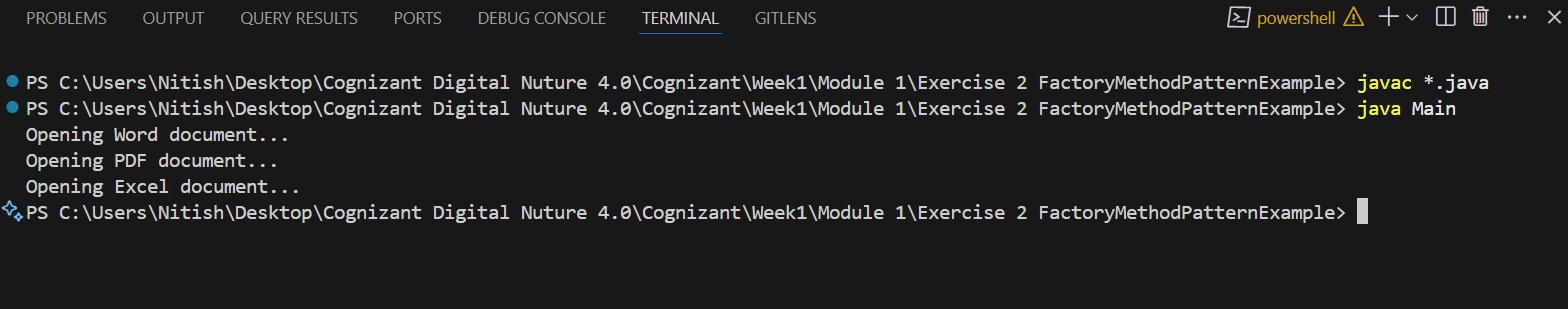 PROBLEMS OUTPUT QUERY RESULTS PORTS DEBUG CONSOLE TERMINAL GITLENS powershell
PS C:\Users\Nitish\Desktop\Cognizant Digital Nuture 4.0\Cognizant\Week1\Module 1\Exercise 2 FactoryMethodPatternExample> javac *.java
PS C:\Users\Nitish\Desktop\Cognizant Digital Nuture 4.0\Cognizant\Week1\Module 1\Exercise 2 FactoryMethodPatternExample> java Main
Opening Word document...
Opening PDF document...
Opening Excel document...
PS C:\Users\Nitish\Desktop\Cognizant Digital Nuture 4.0\Cognizant\Week1\Module 1\Exercise 2 FactoryMethodPatternExample>